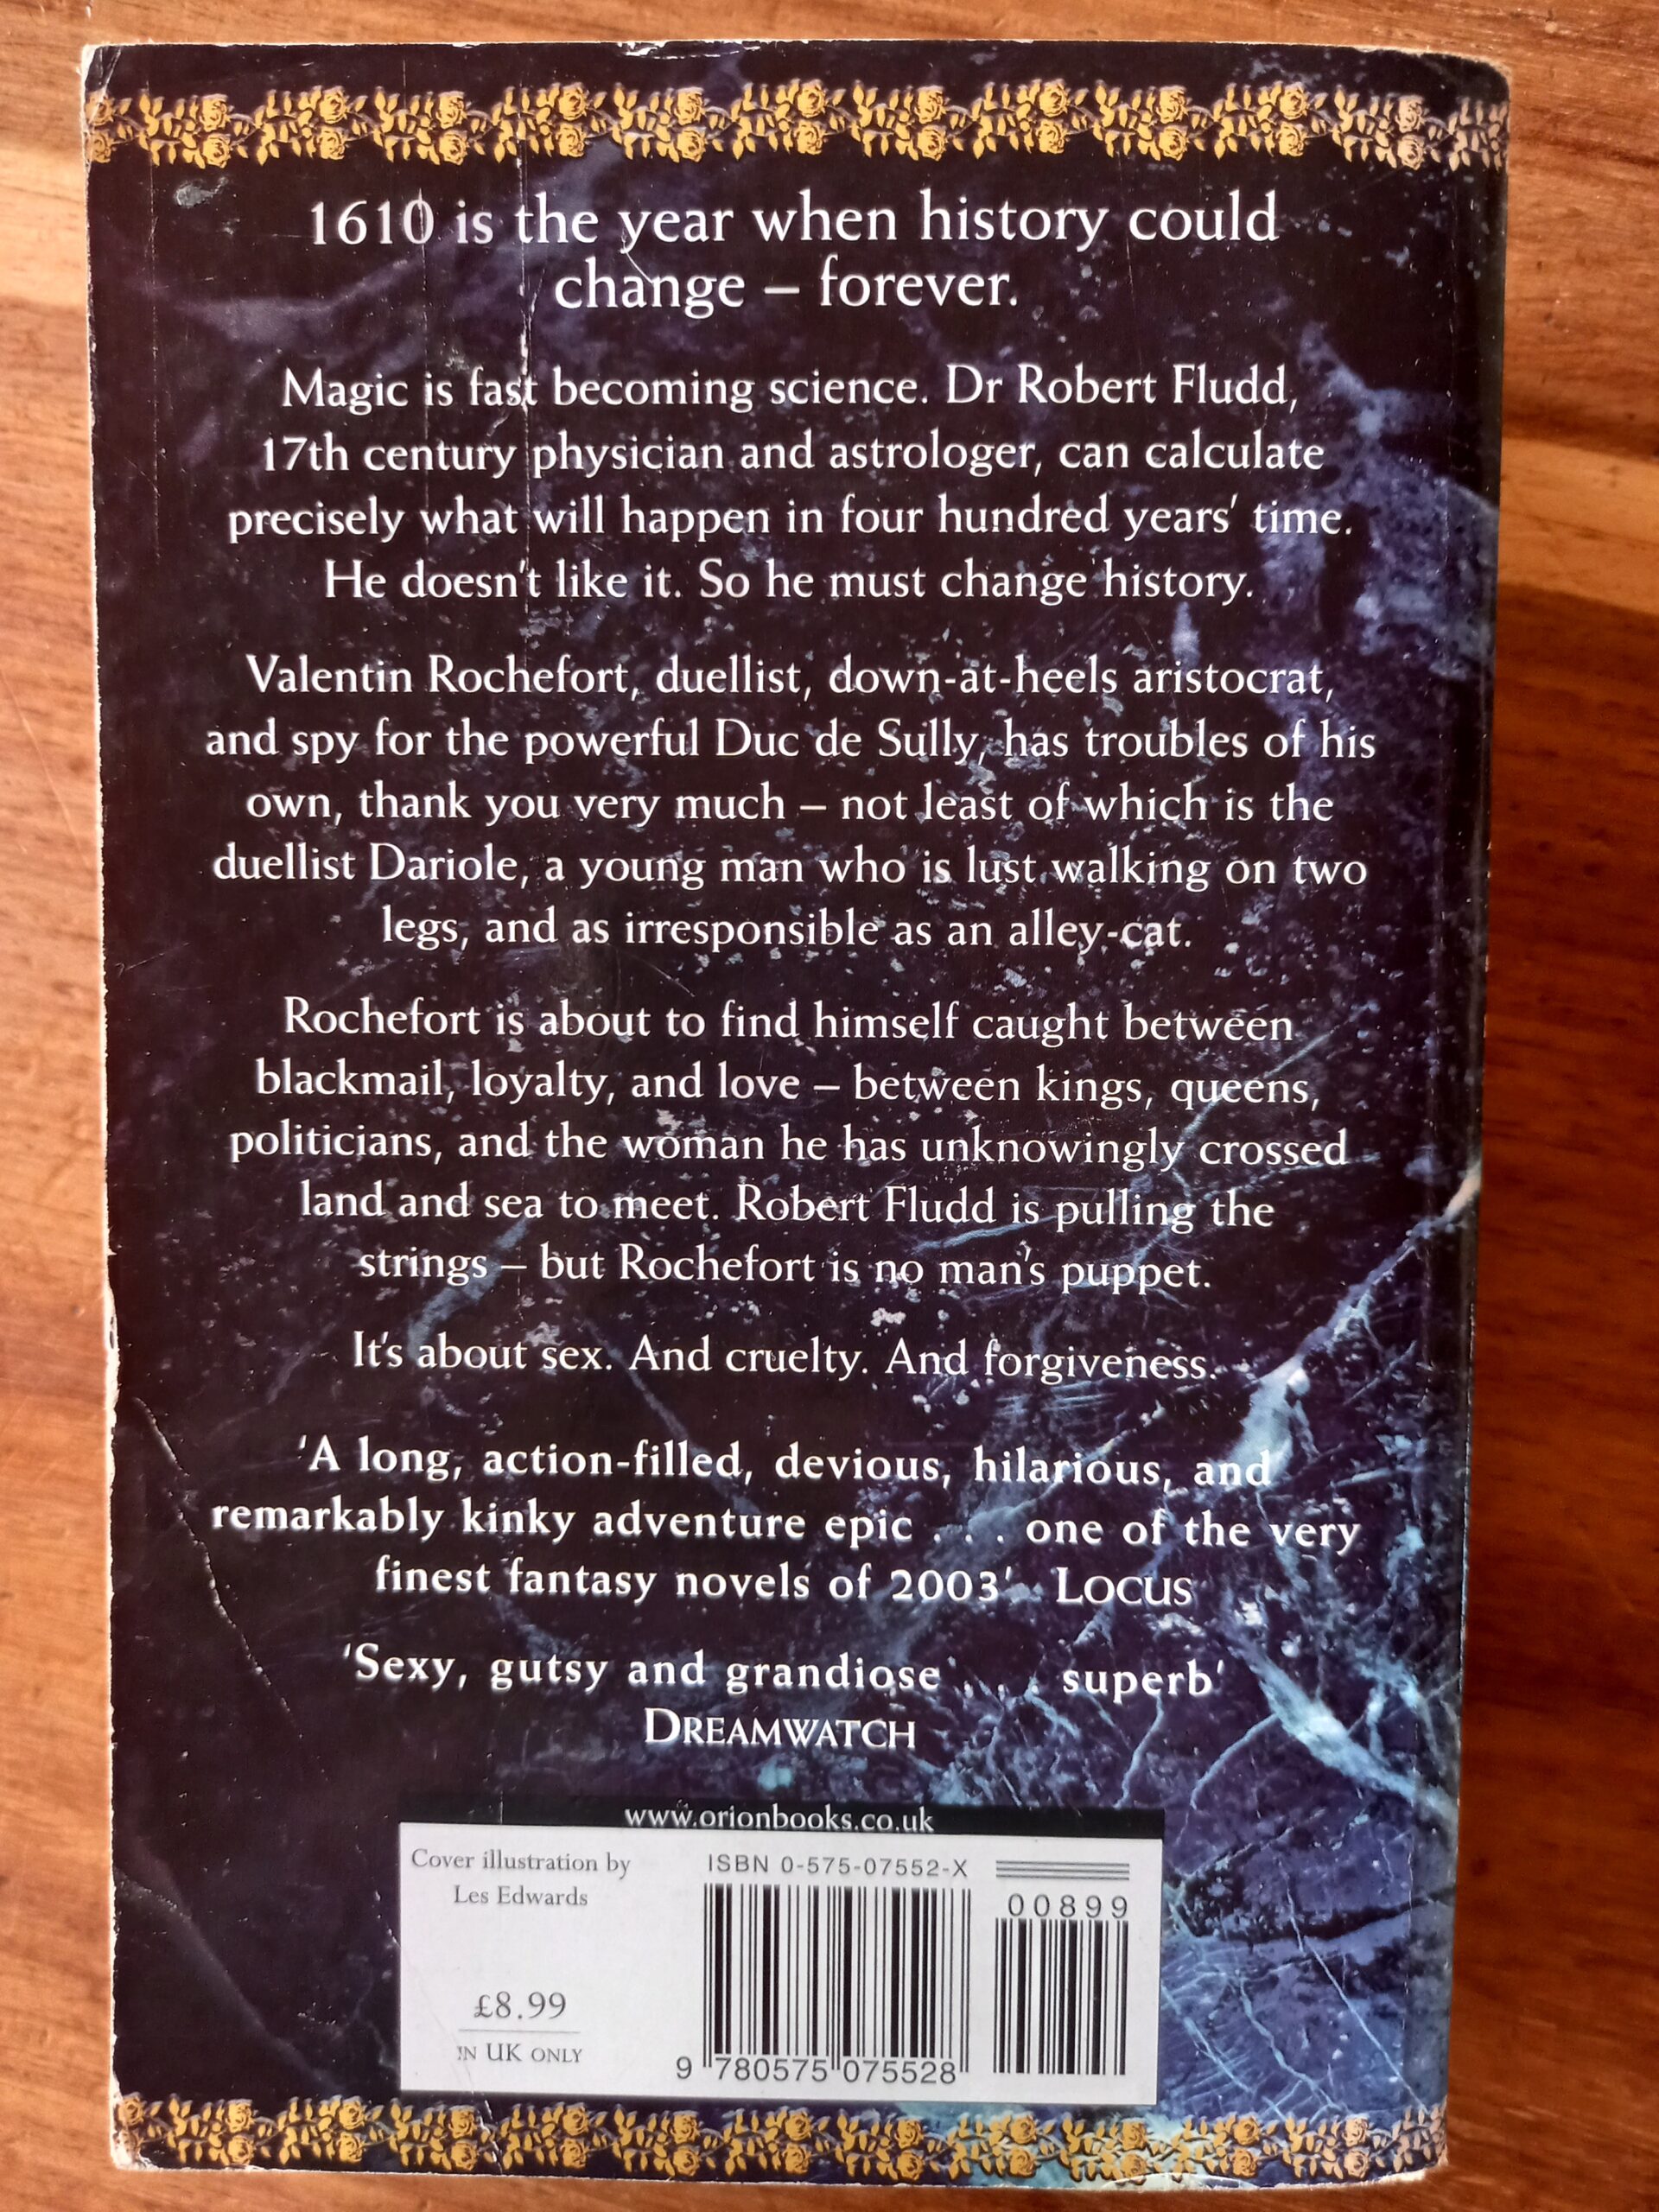 1610 is the year when history could
change – forever.
Magic is fast becoming science. Dr Robert Fludd,
17th century physician and astrologer, can calculate
precisely what will happen in four hundred years' time.
He doesn't like it. So he must change history.
Valentin Rochefort, duellist, down-at-heels aristocrat,
and spy for the powerful Duc de Sully, has troubles of his
own, thank you very much – not least of which is the
duellist Dariole, a young man who is lust walking on two
legs, and as irresponsible as an alley-cat.
Rochefort is about to find himself caught between
blackmail, loyalty, and love – between kings, queens,
politicians, and the woman he has unknowingly crossed
land and sea to meet. Robert Fludd is pulling the
strings – but Rochefort is no man's puppet.
It's about sex. And cruelty. And forgiveness.
'A long, action-filled, devious, hilarious, and
remarkably kinky adventure epic . . . one of the very
finest fantasy novels of 2003' LOCUS
'Sexy, gutsy and grandiose . . . superb'
DREAMWATCH
www.orionbooks.co.uk
Cover illustration by
Les Edwards
£8.99
IN UK ONLY
ISBN 0-575-07552-X
00899
9 780575 075528